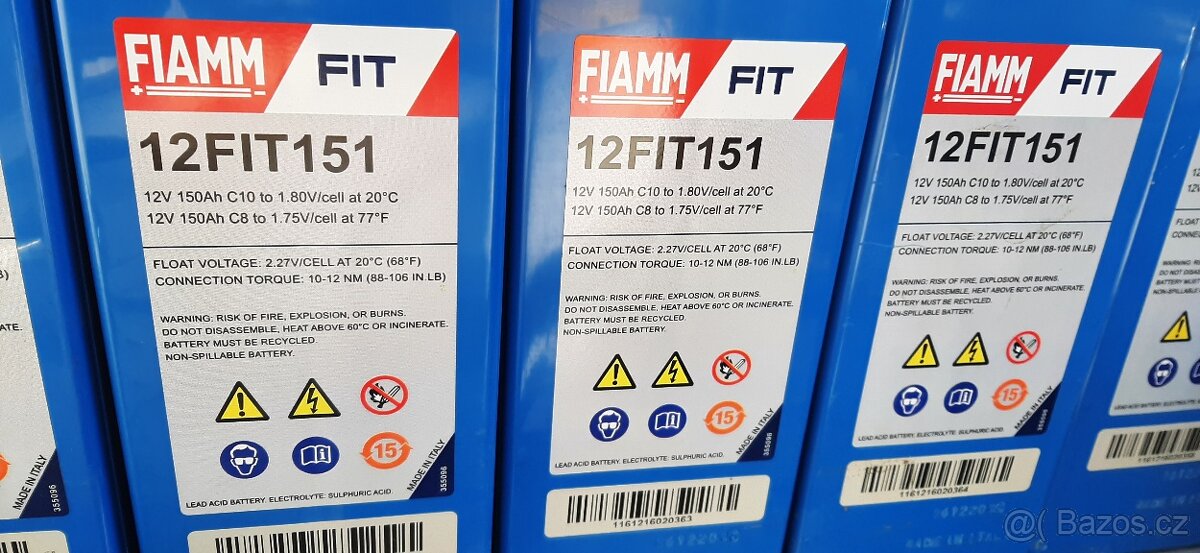 FIAMM FIT
12FIT151
12V 150Ah C10 to 1.80V/cell at 20°C
12V 150Ah C8 to 1.75V/cell at 77°F
FLOAT VOLTAGE: 2.27V/CELL AT 20°C (68°F)
CONNECTION TORQUE: 10-12 NM (88-106 IN.LB)
WARNING: RISK OF FIRE, EXPLOSION, OR BURNS.
DO NOT DISASSEMBLE, HEAT ABOVE 60°C OR INCINERATE.
BATTERY MUST BE RECYCLED.
NON-SPILLABLE BATTERY.
15
MADE IN ITALY
355096
LEAD ACID BATTERY. ELECTROLYTE: SULPHURIC ACID.
FIAMM FIT
12FIT151
12V 150Ah C10 to 1.80V/cell at 20°C
12V 150Ah C8 to 1.75V/cell at 77°F
FLOAT VOLTAGE: 2.27V/CELL AT 20°C (68°F)
CONNECTION TORQUE: 10-12 NM (88-106 IN.LB)
WARNING: RISK OF FIRE, EXPLOSION, OR BURNS.
DO NOT DISASSEMBLE, HEAT ABOVE 60°C OR INCINERATE.
BATTERY MUST BE RECYCLED.
NON-SPILLABLE BATTERY.
15
MADE IN ITALY
355096
LEAD ACID BATTERY. ELECTROLYTE: SULPHURIC ACID.
1161216020363
FIAMM FIT
12FIT151
12V 150Ah C10 to 1.80V/cell at 20°C
12V 150Ah C8 to 1.75V/cell at 77°F
FLOAT VOLTAGE: 2.27V/CELL AT 20°C (68°F)
CONNECTION TORQUE: 10-12 NM (88-106 IN.LB)
WARNING: RISK OF FIRE, EXPLOSION, OR BURNS.
DO NOT DISASSEMBLE, HEAT ABOVE 60°C OR INCINERATE.
BATTERY MUST BE RECYCLED.
NON-SPILLABLE BATTERY.
15
MADE IN ITALY
355096
LEAD ACID BATTERY. ELECTROLYTE: SULPHURIC ACID.
1161216020364
MADE IN ITALY
355096
@( Bazos.cz